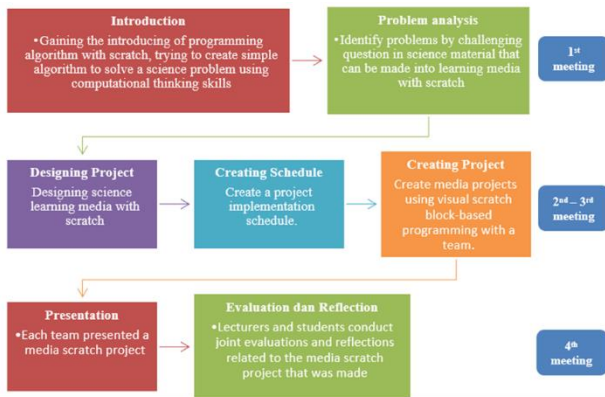 Introduction
•Gaining the introducing of programming
algorithm with scratch, trying to create simple
algorithm to solve a science problem using
computational thinking skills
Problem analysis
•Identify problems by challenging
question in science material that
can be made into learning media
with scratch
1st
meeting
Designing Project
Designing science
learning media with
scratch
Creating Schedule
Create a project
implementation
schedule.
Creating Project
Create media projects
using visual scratch
block-based
programming with a
team.
2nd – 3rd
meeting
Presentation
•Each team presented a
media scratch project
Evaluation dan Reflection
•Lecturers and students conduct
joint evaluations and reflections
related to the media scratch
project that was made
4th
meeting